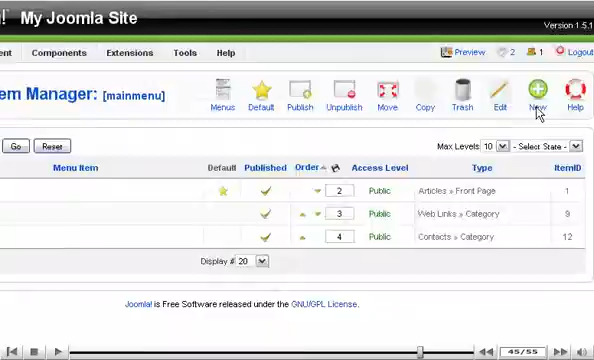 ! My Joomla Site
Version 1.5.1
ent Components Extensions Tools Help Preview 2 1 Logout
em Manager: [mainmenu]
Menus Default Publish Unpublish Move Copy Trash Edit New Help
Go Reset Max Levels 10 - Select State -
Menu Item Default Published Order Access Level Type ItemID
2 Public Articles » Front Page 1
3 Public Web Links » Category 9
4 Public Contacts » Category 12
Display # 20
Joomla! is Free Software released under the GNU/GPL License.
45/55